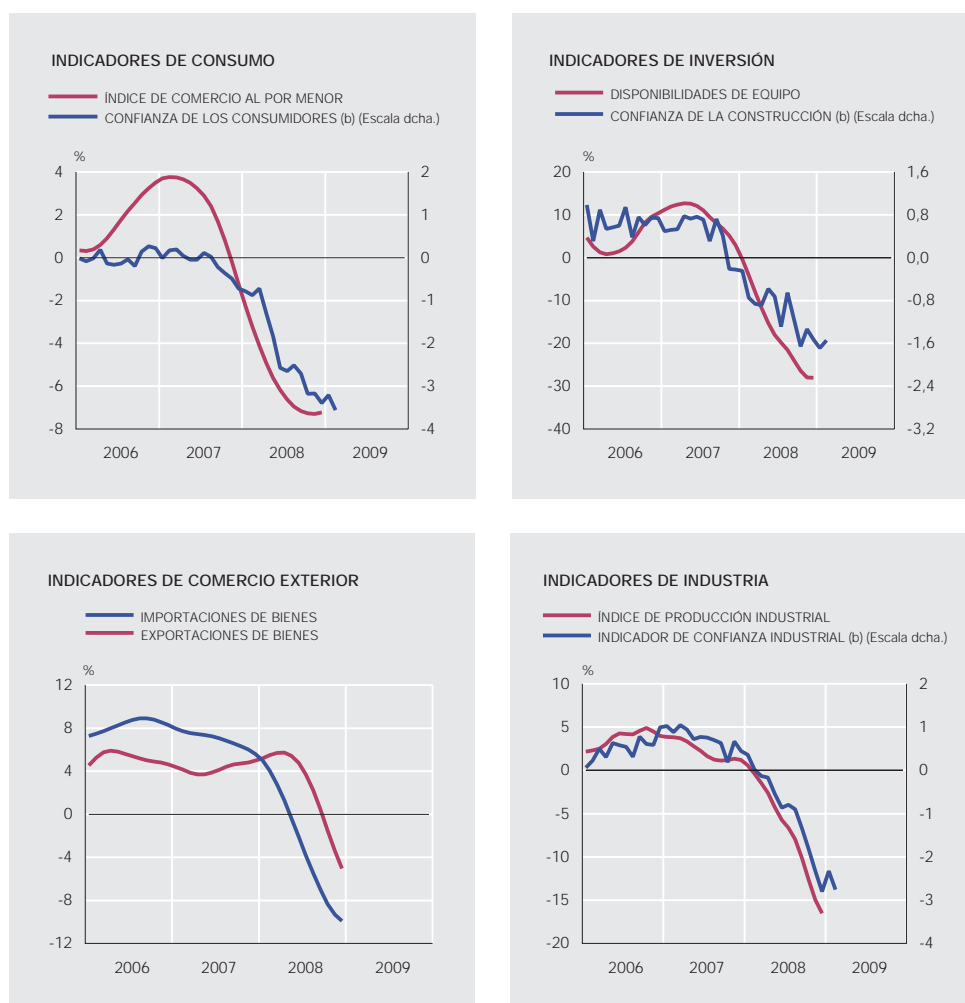 INDICADORES DE CONSUMO
ÍNDICE DE COMERCIO AL POR MENOR
CONFIANZA DE LOS CONSUMIDORES (b) (Escala dcha.)
%
4 2
2 1
0 0
-2 -1
-4 -2
-6 -3
-8 -4
2006 2007 2008 2009
INDICADORES DE INVERSIÓN
DISPONIBILIDADES DE EQUIPO
CONFIANZA DE LA CONSTRUCCIÓN (b) (Escala dcha.)
%
20 1,6
10 0,8
0 0,0
-10 -0,8
-20 -1,6
-30 -2,4
-40 -3,2
2006 2007 2008 2009
INDICADORES DE COMERCIO EXTERIOR
IMPORTACIONES DE BIENES
EXPORTACIONES DE BIENES
%
12
8
4
0
-4
-8
-12
2006 2007 2008 2009
INDICADORES DE INDUSTRIA
ÍNDICE DE PRODUCCIÓN INDUSTRIAL
INDICADOR DE CONFIANZA INDUSTRIAL (b) (Escala dcha.)
%
10 2
5 1
0 0
-5 -1
-10 -2
-15 -3
-20 -4
2006 2007 2008 2009